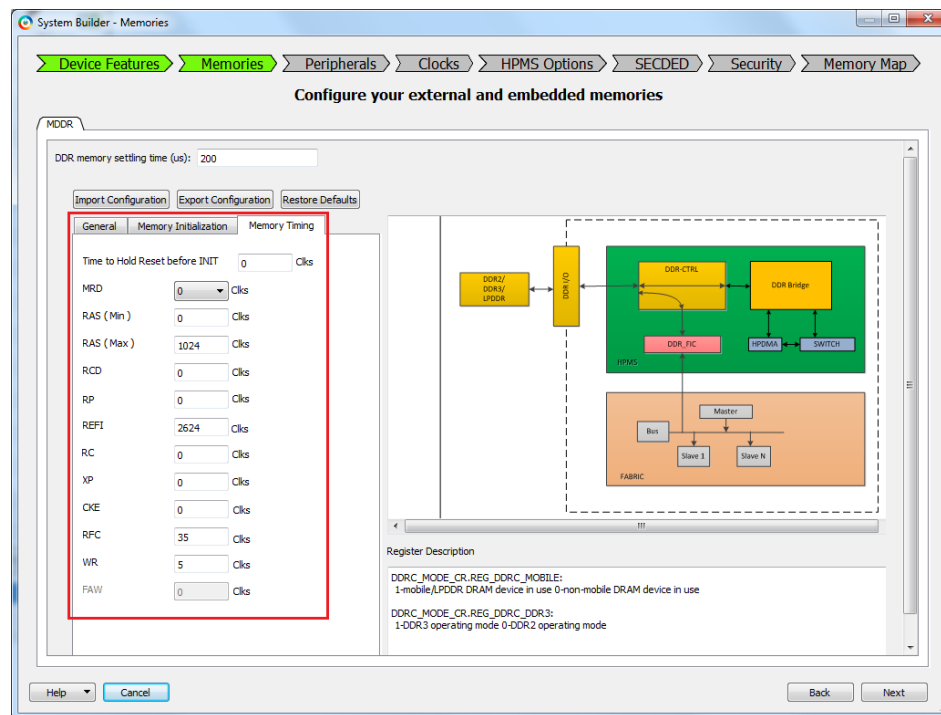 System Builder - Memories
Device Features Memories Peripherals Clocks HPMS Options SECDED Security Memory Map
Configure your external and embedded memories
MDDR
DDR memory settling time (us): 200
Import Configuration Export Configuration Restore Defaults
General Memory Initialization Memory Timing
Time to Hold Reset before INIT 0 Clks
MRD 0 Clks
RAS ( Min ) 0 Clks
RAS ( Max ) 1024 Clks
RCD 0 Clks
RP 0 Clks
REFI 2624 Clks
RC 0 Clks
XP 0 Clks
CKE 0 Clks
RFC 35 Clks
WR 5 Clks
FAW 0 Clks
DDR2/
DDR3/
LPDDR
DDR I/O
DDR-CTRL
DDR Bridge
DDR_FIC
HPDMA
SWITCH
HPMS
Master
Bus
Slave 1
Slave N
FABRIC
Register Description
DDRC_MODE_CR.REG_DDRC_MOBILE:
1-mobile/LPDDR DRAM device in use 0-non-mobile DRAM device in use
DDRC_MODE_CR.REG_DDRC_DDR3:
1-DDR3 operating mode 0-DDR2 operating mode
Help Cancel Back Next